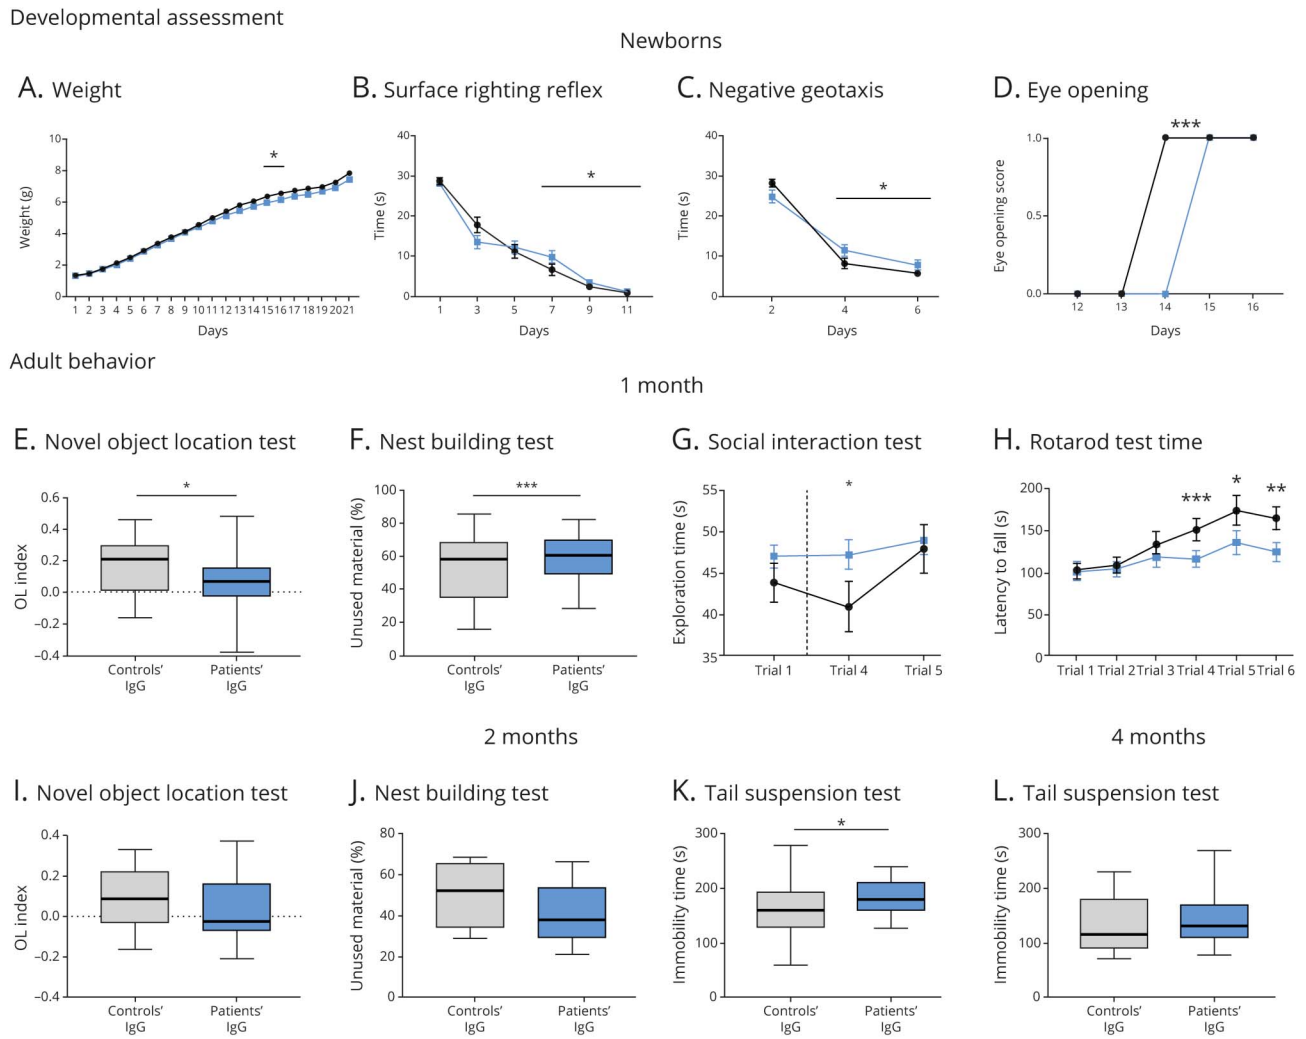 Developmental assessment
Newborns
A. Weight
B. Surface righting reflex
C. Negative geotaxis
D. Eye opening
Weight (g)
10
8
6
4
2
0
*
1 2 3 4 5 6 7 8 9 10 11 12 13 14 15 16 17 18 19 20 21
Days
Time (s)
40
30
20
10
0
*
1 3 5 7 9 11
Days
Time (s)
40
30
20
10
0
*
2 4 6
Days
Eye opening score
1.0
0.5
0.0
***
12 13 14 15 16
Days
Adult behavior
1 month
E. Novel object location test
F. Nest building test
G. Social interaction test
H. Rotarod test time
OL index
0.6
0.4
0.2
0.0
–0.2
–0.4
*
Controls' Patients'
IgG IgG
Unused material (%)
100
80
60
40
20
0
***
Controls' Patients'
IgG IgG
Exploration time (s)
55
50
45
40
35
*
Trial 1 Trial 4 Trial 5
Latency to fall (s)
200
150
100
50
0
*** * **
Trial 1 Trial 2 Trial 3 Trial 4 Trial 5 Trial 6
2 months
4 months
I. Novel object location test
J. Nest building test
K. Tail suspension test
L. Tail suspension test
OL index
0.4
0.2
0.0
–0.2
–0.4
Controls' Patients'
IgG IgG
Unused material (%)
80
60
40
20
0
Controls' Patients'
IgG IgG
Immobility time (s)
300
200
100
0
*
Controls' Patients'
IgG IgG
Immobility time (s)
300
200
100
0
Controls' Patients'
IgG IgG